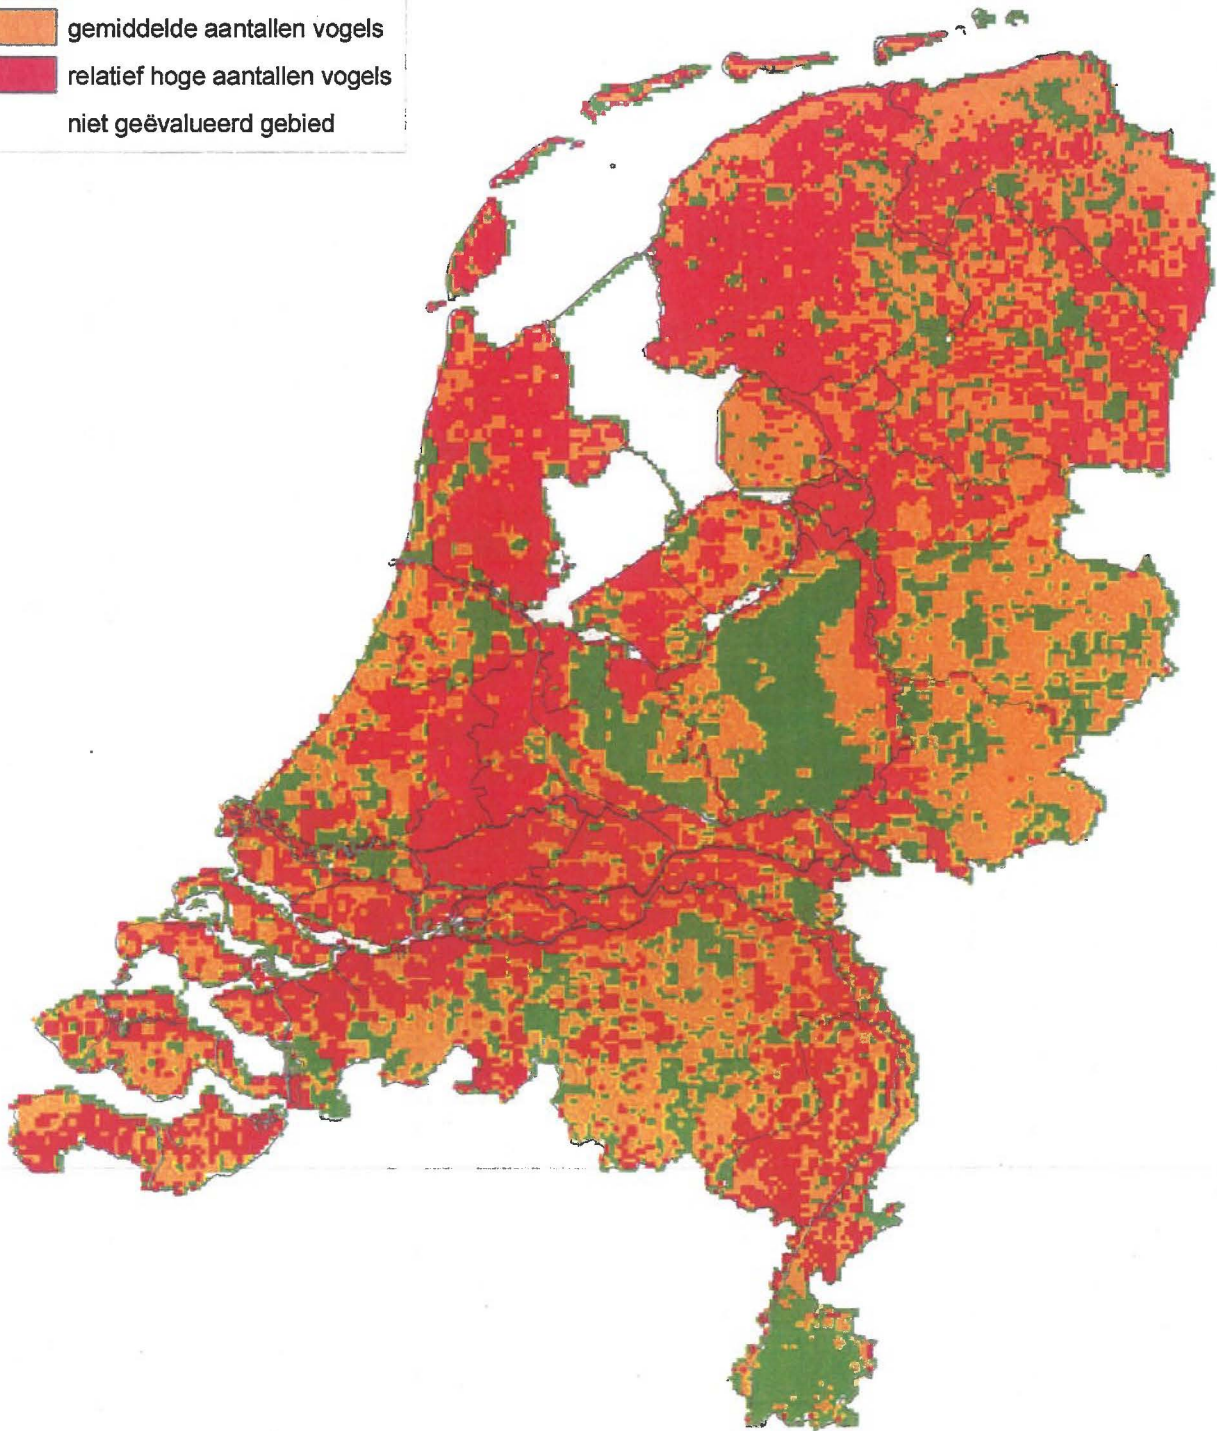 gemiddelde aantallen vogels
relatief hoge aantallen vogels
niet geëvalueerd gebied